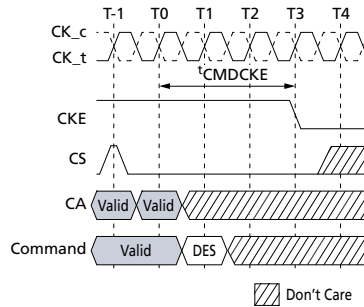 T-1 T0 T1 T2 T3 T4
CK_c
CK_t
tCMDCKE
CKE
CS
CA Valid Valid
Command Valid DES
Don't Care